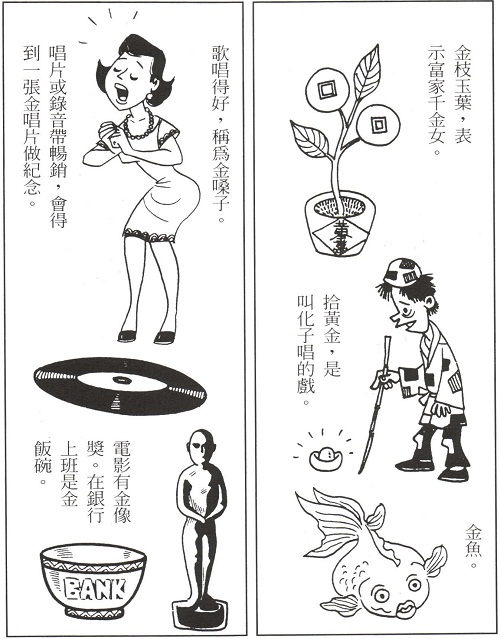 金枝玉葉，表
示富家千金女。
拾黃金，是
叫化子唱的戲。
金魚。
歌唱得好，稱爲金嗓子。
唱片或錄音帶暢銷，會得
到一張金唱片做紀念。
電影有金像
獎。在銀行
上班是金
飯碗。
BANK